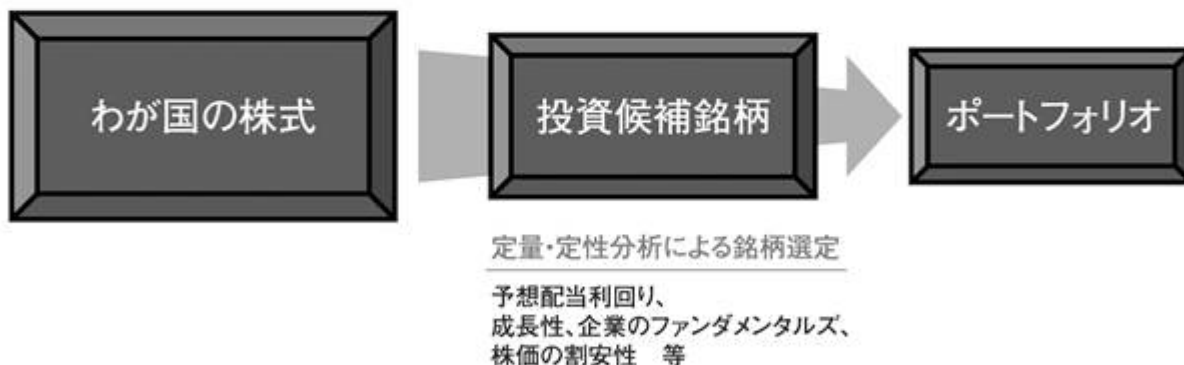 わが国の株式
投資候補銘柄
ポートフォリオ
定量・定性分析による銘柄選定
予想配当利回り、
成長性、企業のファンダメンタルズ、
株価の割安性　等